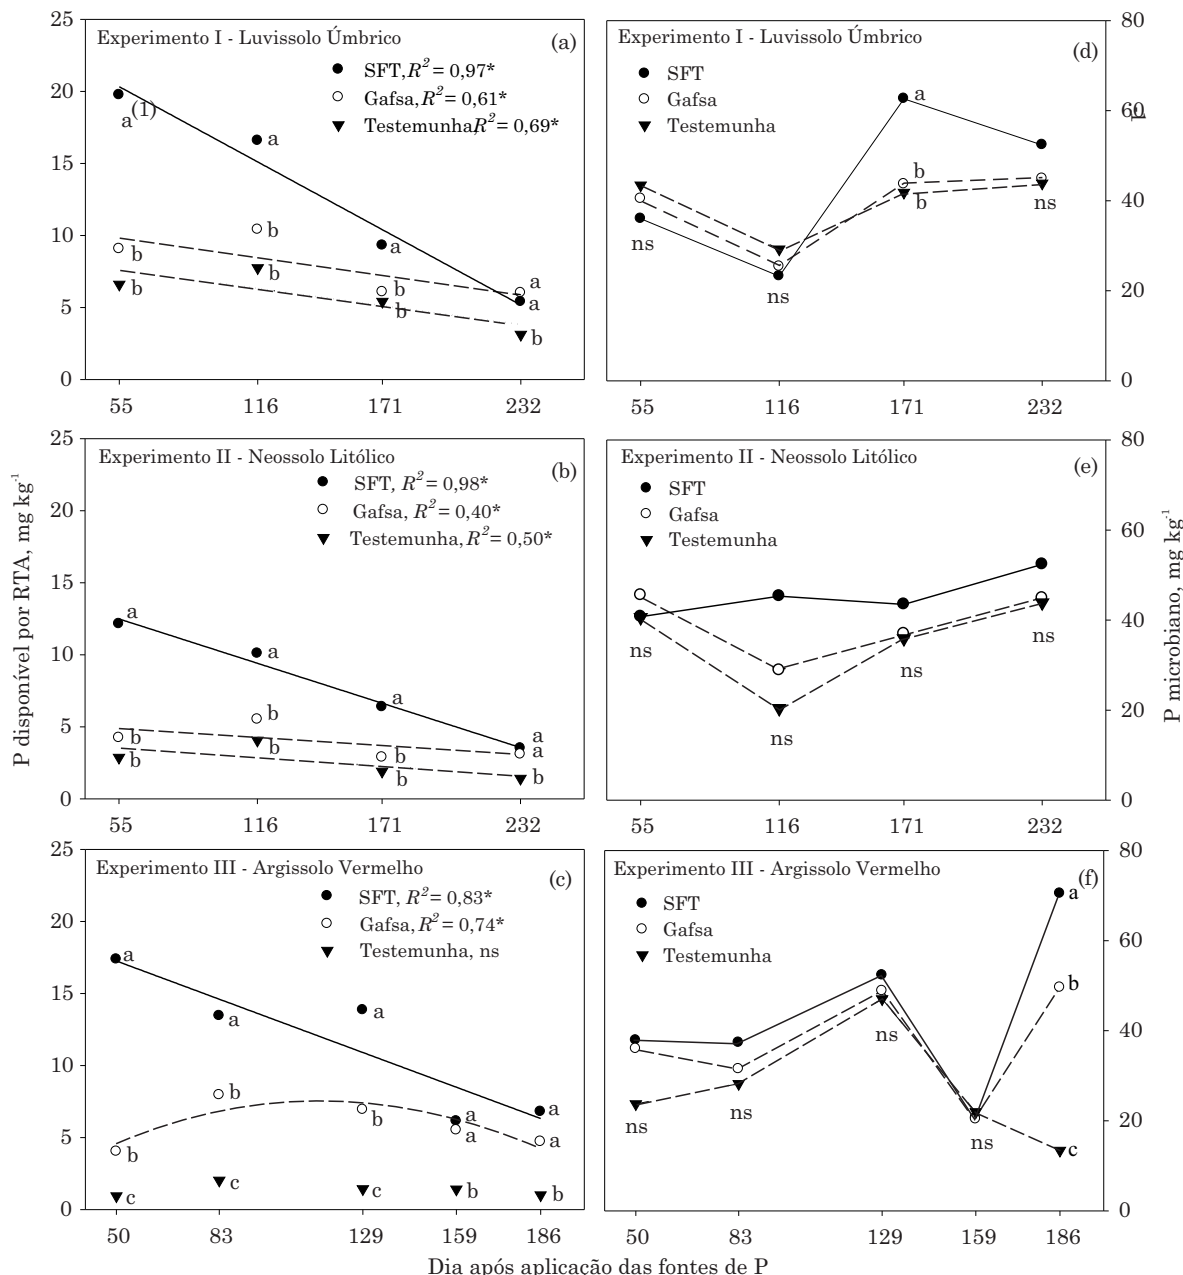 Experimento I - Luvissolo Úmbrico
(a)
SFT, R² = 0,97*
Gafsa, R² = 0,61*
Testemunha, R² = 0,69*
25
20
15
10
5
0
a(1)
a
a
a
b
b
b
a
b
b
b
b
55
116
171
232
Experimento I - Luvissolo Úmbrico
(d)
SFT
Gafsa
Testemunha
80
60
40
20
0
ns
ns
a
b
b
ns
55
116
171
232
Experimento II - Neossolo Litólico
(b)
SFT, R² = 0,98*
Gafsa, R² = 0,40*
Testemunha, R² = 0,50*
25
20
15
10
5
0
a
a
a
a
b
b
b
a
b
b
b
b
55
116
171
232
P disponível por RTA, mg kg⁻¹
Experimento II - Neossolo Litólico
(e)
SFT
Gafsa
Testemunha
80
60
40
20
0
ns
ns
ns
ns
55
116
171
232
P microbiano, mg kg⁻¹
Experimento III - Argissolo Vermelho
(c)
SFT, R² = 0,83*
Gafsa, R² = 0,74*
Testemunha, ns
25
20
15
10
5
0
a
a
a
a
a
b
b
b
a
a
c
c
c
b
b
50
83
129
159
186
Experimento III - Argissolo Vermelho
(f)
SFT
Gafsa
Testemunha
80
60
40
20
0
ns
ns
ns
ns
a
b
c
50
83
129
159
186
Dia após aplicação das fontes de P